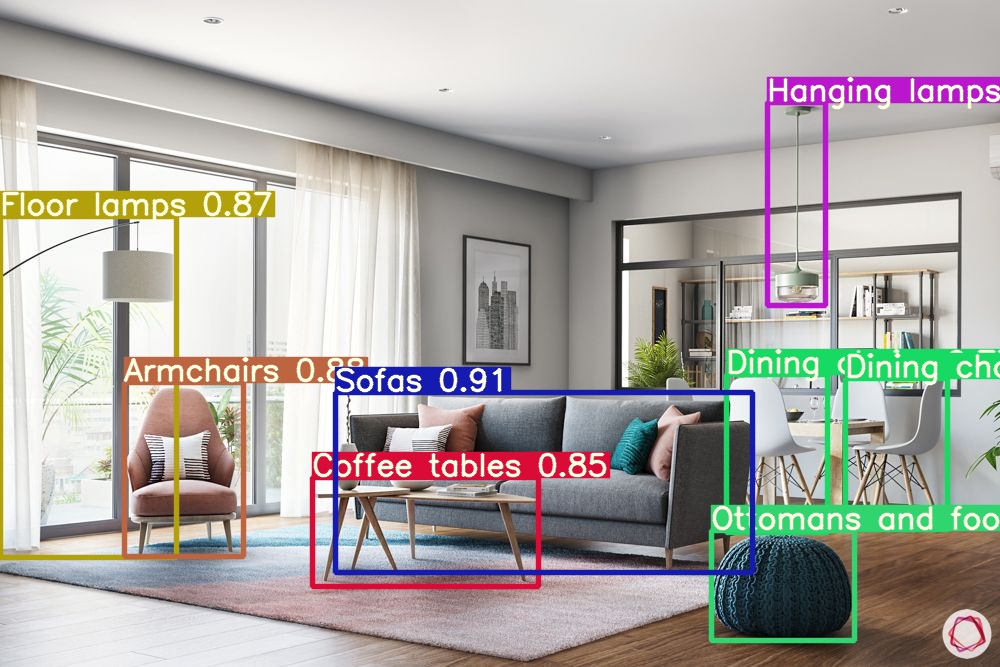 Hanging lamps
Floor lamps 0.87
Armchairs 0.88
Sofas 0.91
Dining
Dining cha
Coffee tables 0.85
Ottomans and foo